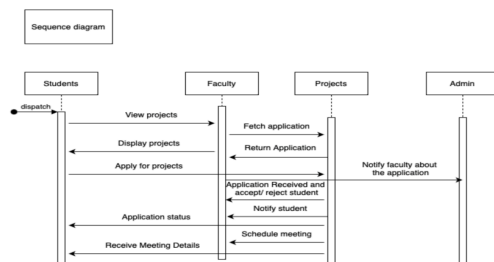 Sequence diagram
Students
Faculty
Projects
Admin
dispatch
View projects
Fetch application
Display projects
Return Application
Apply for projects
Notify faculty about
the application
Application Received and
accept/ reject student
Application status
Notify student
Schedule meeting
Receive Meeting Details